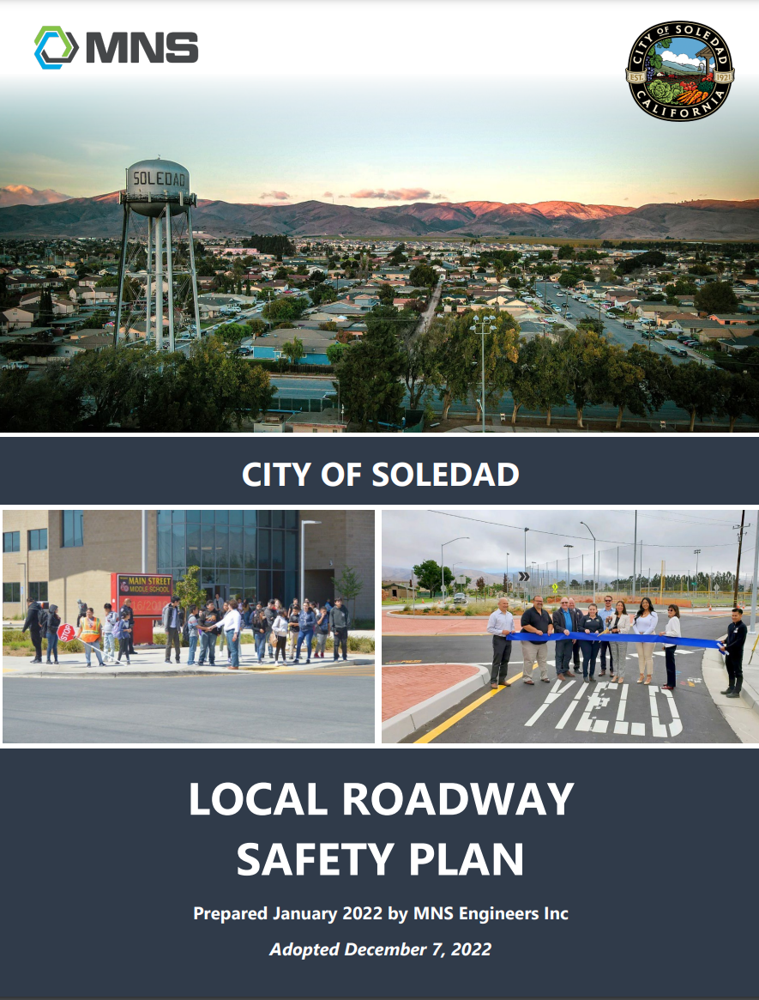 MNS
CITY OF SOLEDAD
EST.
1921
CALIFORNIA
SOLEDAD
CITY OF SOLEDAD
MAIN STREET
MIDDLE SCHOOL
STOP
YIELD
LOCAL ROADWAY
SAFETY PLAN
Prepared January 2022 by MNS Engineers Inc
Adopted December 7, 2022